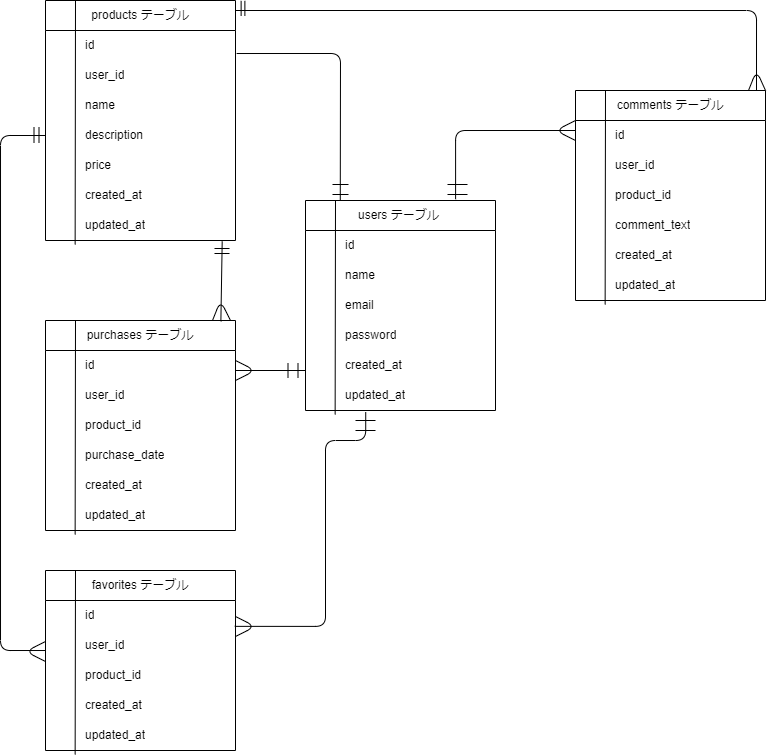 products テーブル
id
user_id
name
description
price
created_at
updated_at
comments テーブル
id
user_id
product_id
comment_text
created_at
updated_at
users テーブル
id
name
email
password
created_at
updated_at
purchases テーブル
id
user_id
product_id
purchase_date
created_at
updated_at
favorites テーブル
id
user_id
product_id
created_at
updated_at